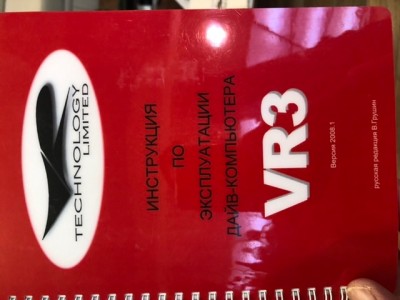 TECHNOLOGY
LIMITED
ИНСТРУКЦИЯ
ПО
ЭКСПЛУАТАЦИИ
ДАЙВ-КОМПЬЮТЕРА
VR3
Версия 2008.1
русская редакция В.Грушин